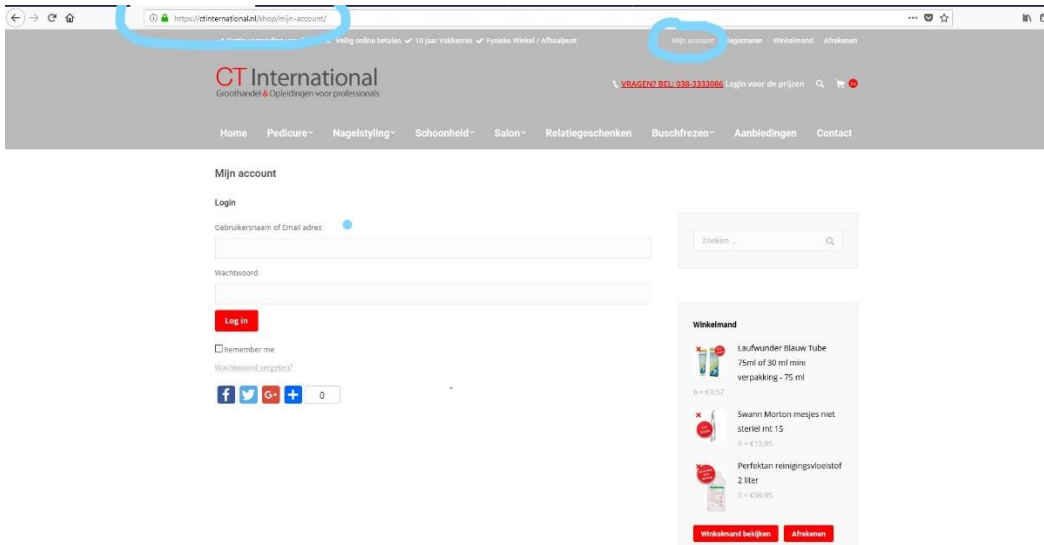 https://ctinternational.nl/shop/mijn-account/
Veilig online betalen 10 jaar Vakkennis Fysieke Winkel / Afhaalpunt
Mijn account Registreren Winkelmand Afrekenen
CT International
Groothandel & Opleidingen voor professionals
VRAGEN? BEL: 038-3333086 Login voor de prijzen
Home Pedicure Nagelstyling Schoonheid Salon Relatiegeschenken Buschfrezen Aanbiedingen Contact
Mijn account
Login
Gebruikersnaam of Email adres
Wachtwoord
Log in
Remember me
Wachtwoord vergeten?
0
Zoeken ...
Winkelmand
Laufwunder Blauw Tube
75ml of 30 ml mini
verpakking - 75 ml
6 × €3,57
Swann Morton mesjes niet
steriel mt 15
3 × €12,95
Perfektan reinigingsvloeistof
2 liter
2 × €59,95
Winkelmand bekijken Afrekenen